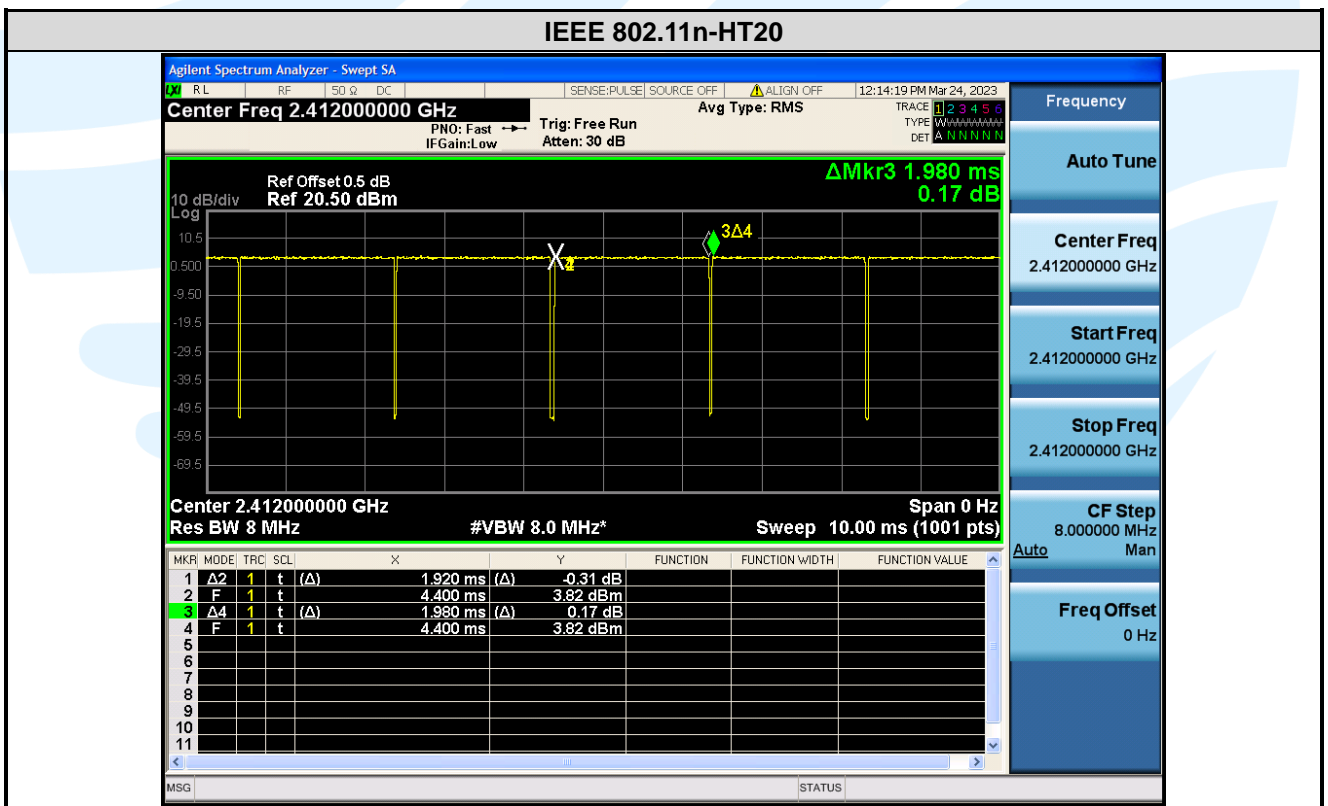 IEEE 802.11n-HT20
Agilent Spectrum Analyzer - Swept SA
LXI RL RF 50 Ω DC SENSE:PULSE SOURCE OFF ALIGN OFF 12:14:19 PM Mar 24, 2023
Center Freq 2.412000000 GHz Avg Type: RMS TRACE 1 2 3 4 5 6
PNO: Fast Trig: Free Run TYPE
IFGain:Low Atten: 30 dB DET A N N N N N
ΔMkr3 1.980 ms
0.17 dB
Ref Offset 0.5 dB
10 dB/div Ref 20.50 dBm
Log
10.5
0.500
-9.50
-19.5
-29.5
-39.5
-49.5
-59.5
-69.5
3Δ4
Center 2.412000000 GHz Span 0 Hz
Res BW 8 MHz #VBW 8.0 MHz* Sweep 10.00 ms (1001 pts)
MKR MODE TRC SCL X Y FUNCTION FUNCTION WIDTH FUNCTION VALUE
1 Δ2 1 t (Δ) 1.920 ms (Δ) -0.31 dB
2 F 1 t 4.400 ms 3.82 dBm
3 Δ4 1 t (Δ) 1.980 ms (Δ) 0.17 dB
4 F 1 t 4.400 ms 3.82 dBm
5
6
7
8
9
10
11
MSG STATUS
Frequency
Auto Tune
Center Freq
2.412000000 GHz
Start Freq
2.412000000 GHz
Stop Freq
2.412000000 GHz
CF Step
8.000000 MHz
Auto Man
Freq Offset
0 Hz